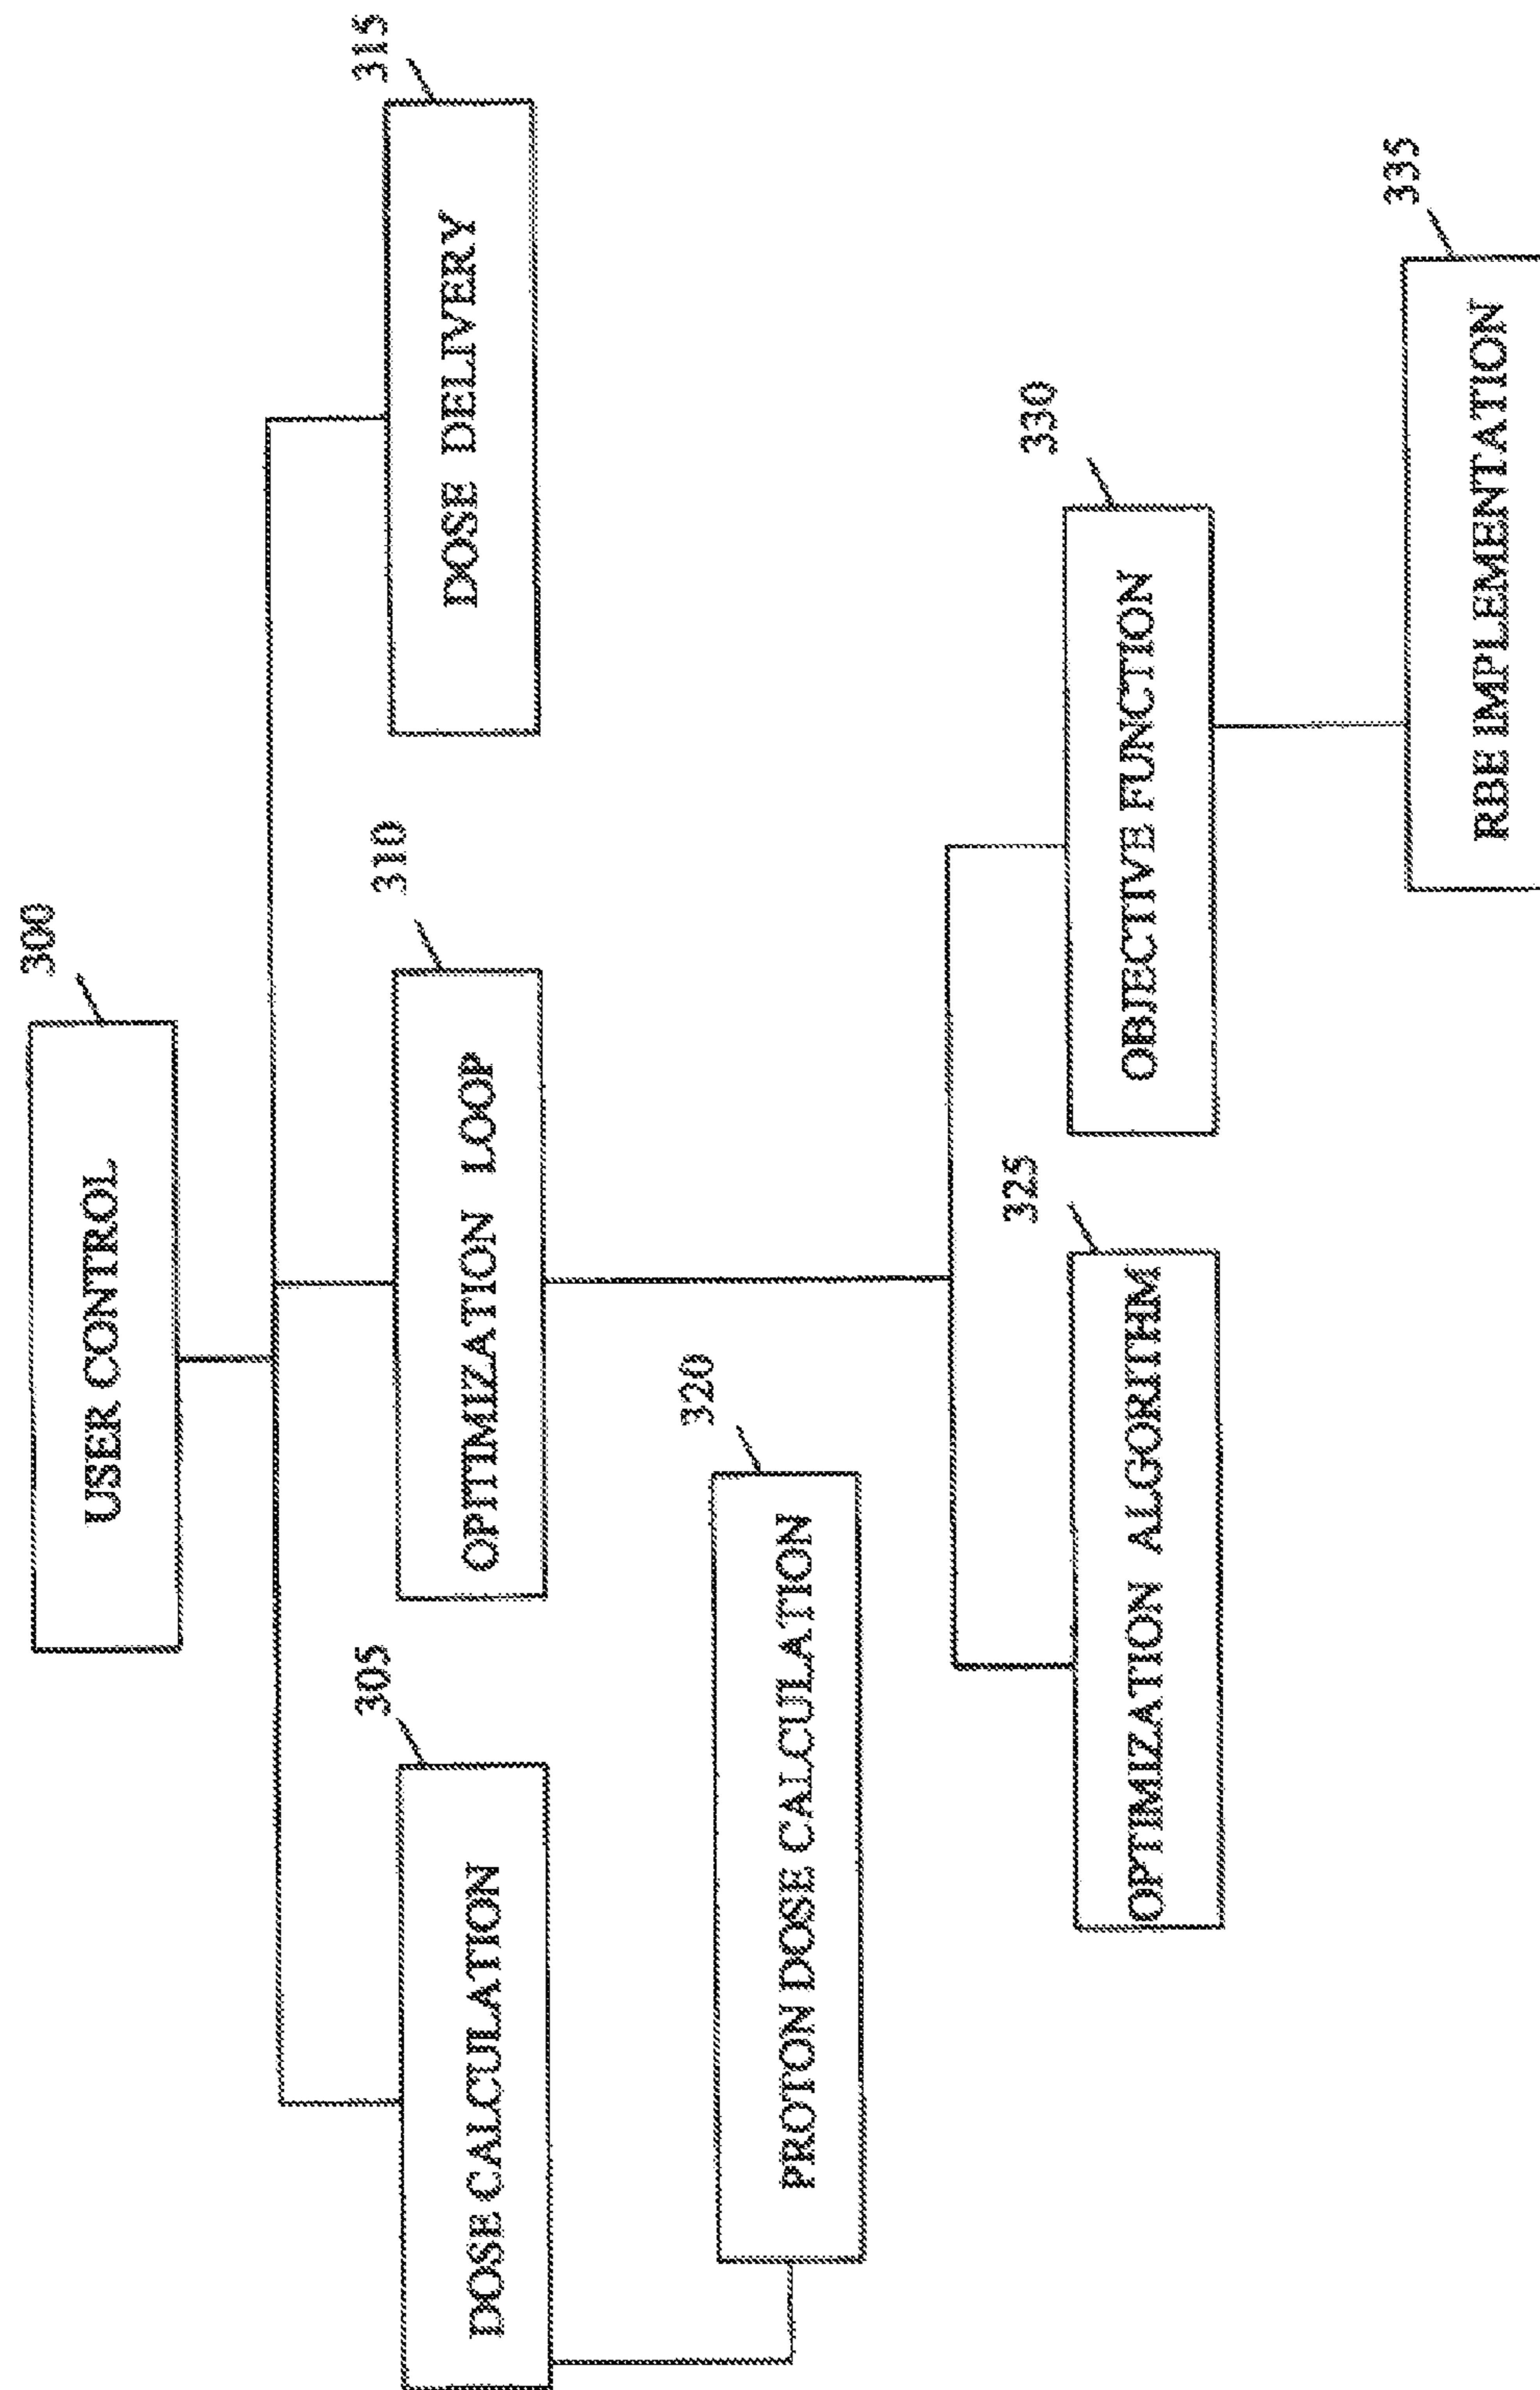 300
USER CONTROL
305
DOSE CALCULATION
310
OPTIMIZATION LOOP
315
DOSE DELIVERY
320
PROTON DOSE CALCULATION
325
OPTIMIZATION ALGORITHM
330
OBJECTIVE FUNCTION
335
RBE IMPLEMENTATION